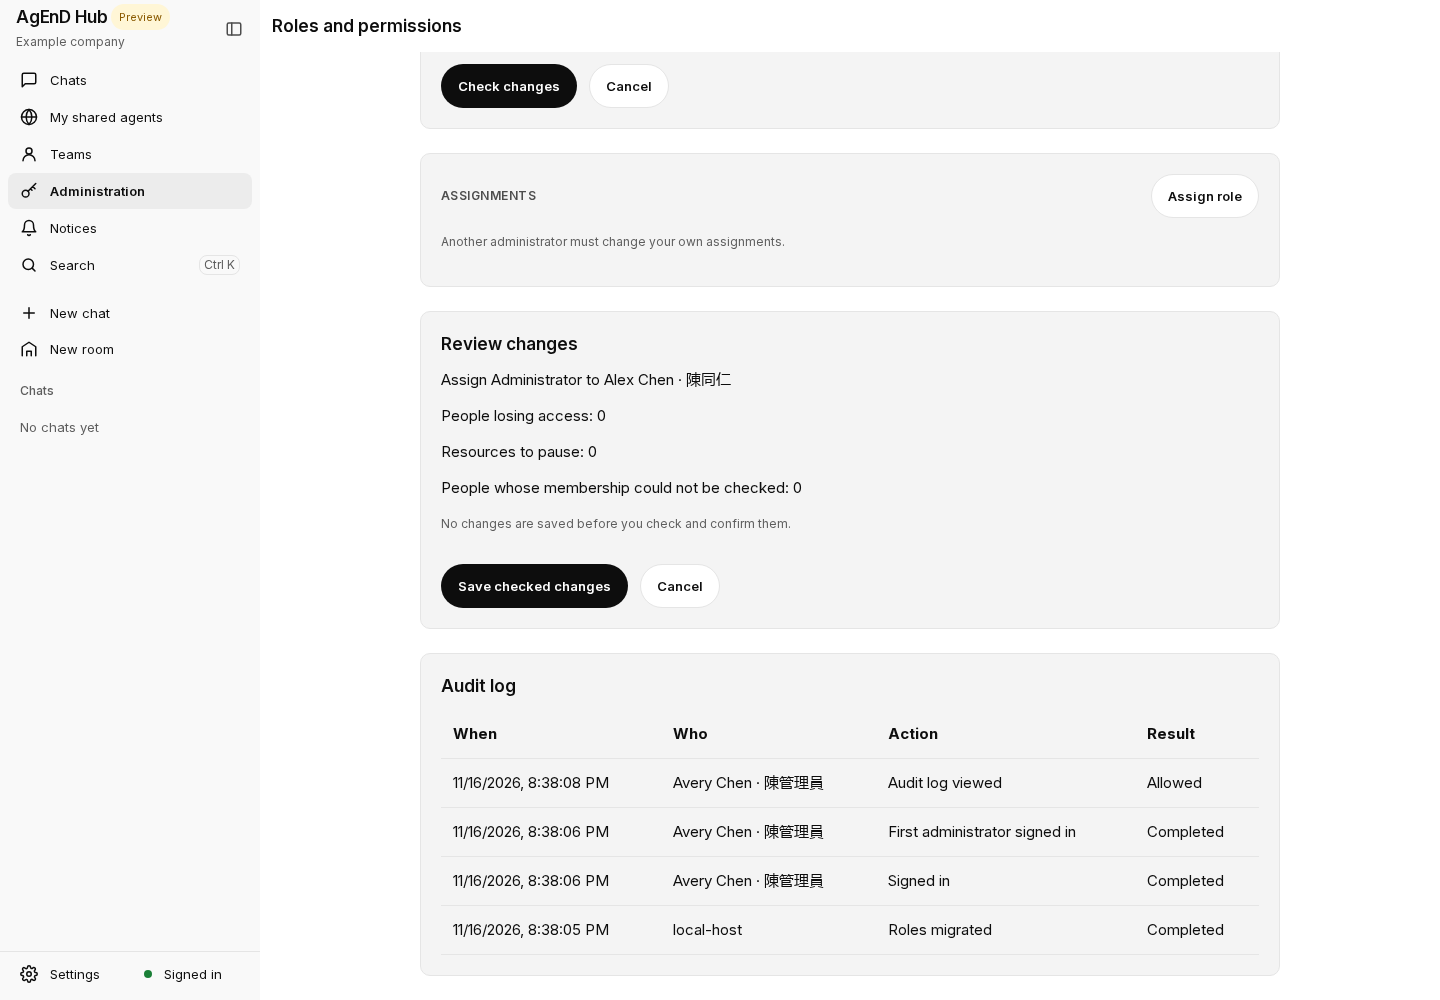 AgEnD Hub Preview
Example company
Chats
My shared agents
Teams
Administration
Notices
Search Ctrl K
New chat
New room
Chats
No chats yet
Settings Signed in
Roles and permissions
Check changes Cancel
ASSIGNMENTS Assign role
Another administrator must change your own assignments.
Review changes
Assign Administrator to Alex Chen · 陳同仁
People losing access: 0
Resources to pause: 0
People whose membership could not be checked: 0
No changes are saved before you check and confirm them.
Save checked changes Cancel
Audit log
When Who Action Result
11/16/2026, 8:38:08 PM Avery Chen · 陳管理員 Audit log viewed Allowed
11/16/2026, 8:38:06 PM Avery Chen · 陳管理員 First administrator signed in Completed
11/16/2026, 8:38:06 PM Avery Chen · 陳管理員 Signed in Completed
11/16/2026, 8:38:05 PM local-host Roles migrated Completed